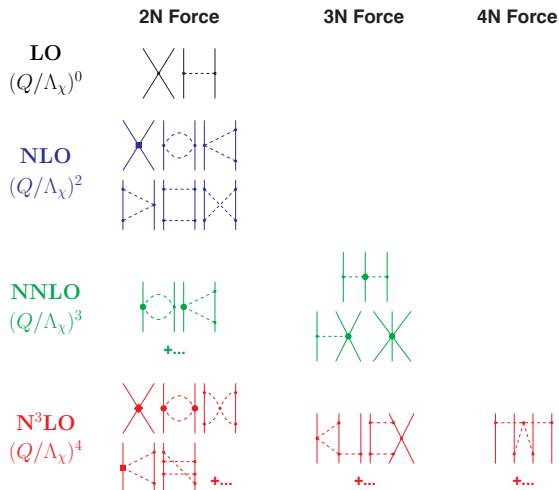 2N Force 3N Force 4N Force
LO
(Q/Λχ)⁰
NLO
(Q/Λχ)²
NNLO
(Q/Λχ)³
+...
N³LO
(Q/Λχ)⁴
+... +... +...